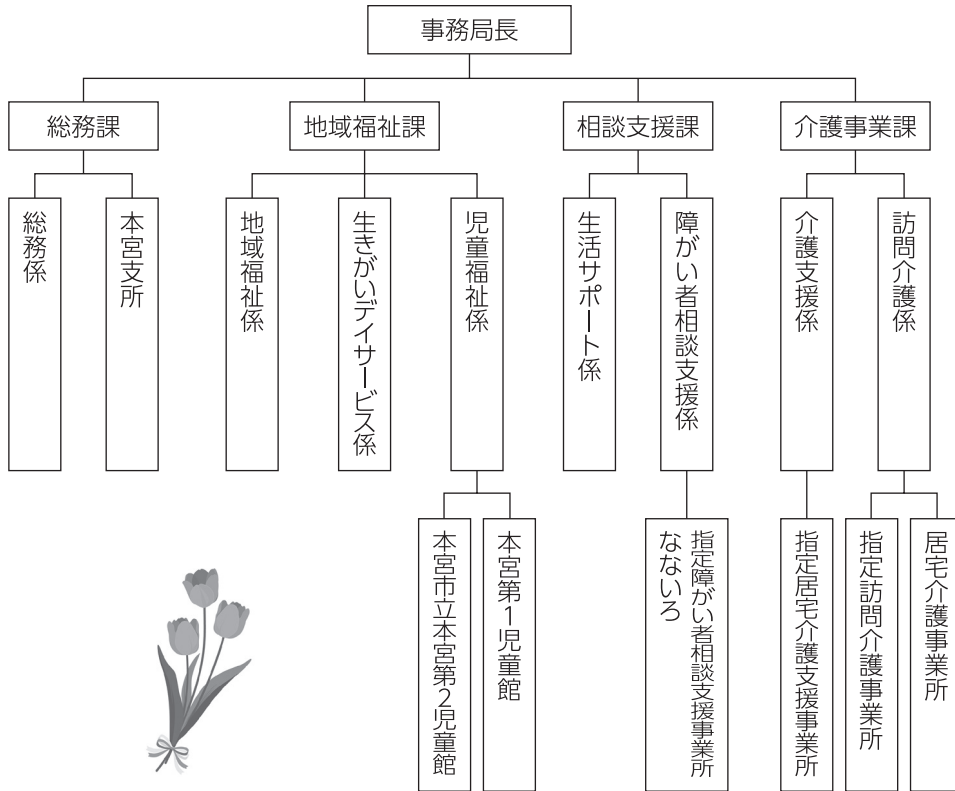 事務局長
総務課
地域福祉課
相談支援課
介護事業課
総務係
本宮支所
地域福祉係
生きがいデイサービス係
児童福祉係
生活サポート係
障がい者相談支援係
介護支援係
訪問介護係
本宮市立本宮第2児童館
本宮第1児童館
指定障がい者相談支援事業所
なないろ
指定居宅介護支援事業所
指定訪問介護事業所
居宅介護事業所